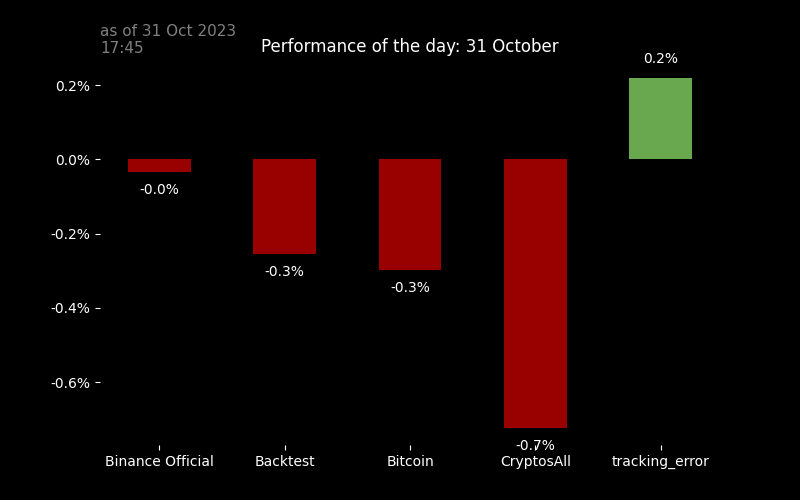 as of 31 Oct 2023
17:45
Performance of the day: 31 October
0.2%
0.2%
0.0%
-0.0%
-0.2%
-0.3%
-0.3%
-0.4%
-0.6%
-0.7%
Binance Official
Backtest
Bitcoin
CryptosAll
tracking_error